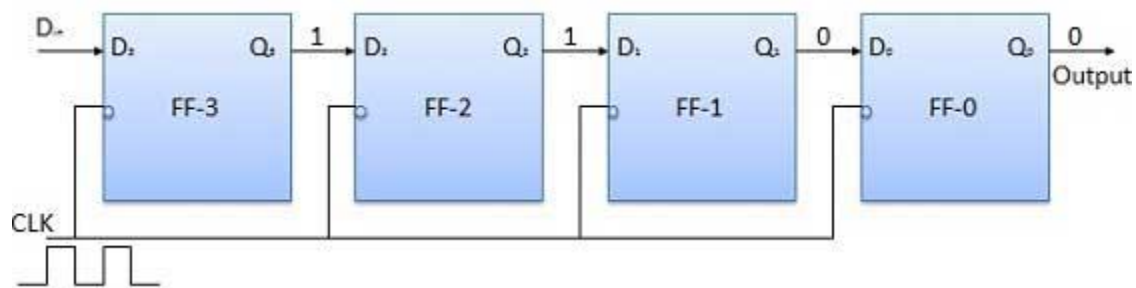 D
D₃ Q₃ 1 D₂ Q₂ 1 D₁ Q₁ 0 D₀ Q₀ 0
Output
FF-3 FF-2 FF-1 FF-0
CLK